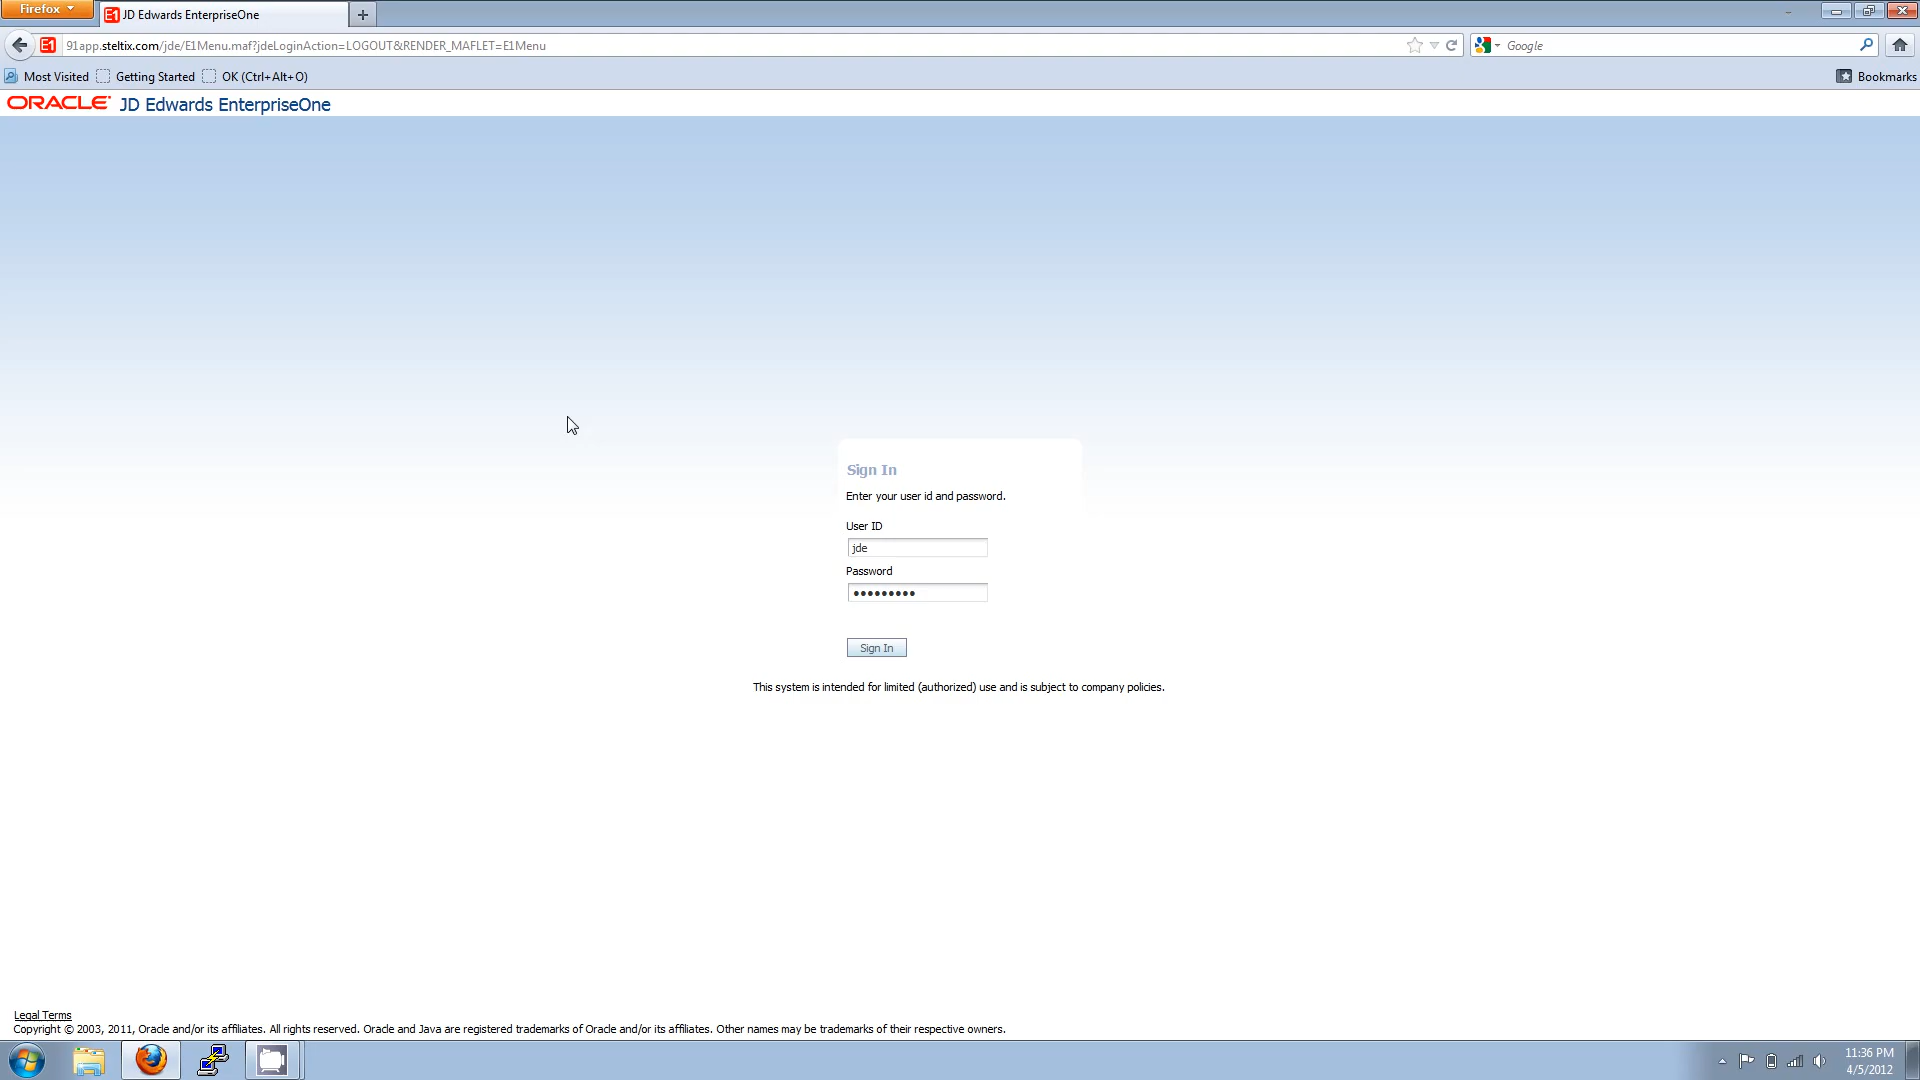 Firefox
E1 JD Edwards EnterpriseOne
E1 91app.steltix.com/jde/E1Menu.maf?jdeLoginAction=LOGOUT&RENDER_MAFLET=E1Menu
Google
Most Visited Getting Started OK (Ctrl+Alt+O)
Bookmarks
ORACLE JD Edwards EnterpriseOne
Sign In
Enter your user id and password.
User ID
jde
Password
•••••••••
Sign In
This system is intended for limited (authorized) use and is subject to company policies.
Legal Terms
Copyright © 2003, 2011, Oracle and/or its affiliates. All rights reserved. Oracle and Java are registered trademarks of Oracle and/or its affiliates. Other names may be trademarks of their respective owners.
11:36 PM
4/5/2012